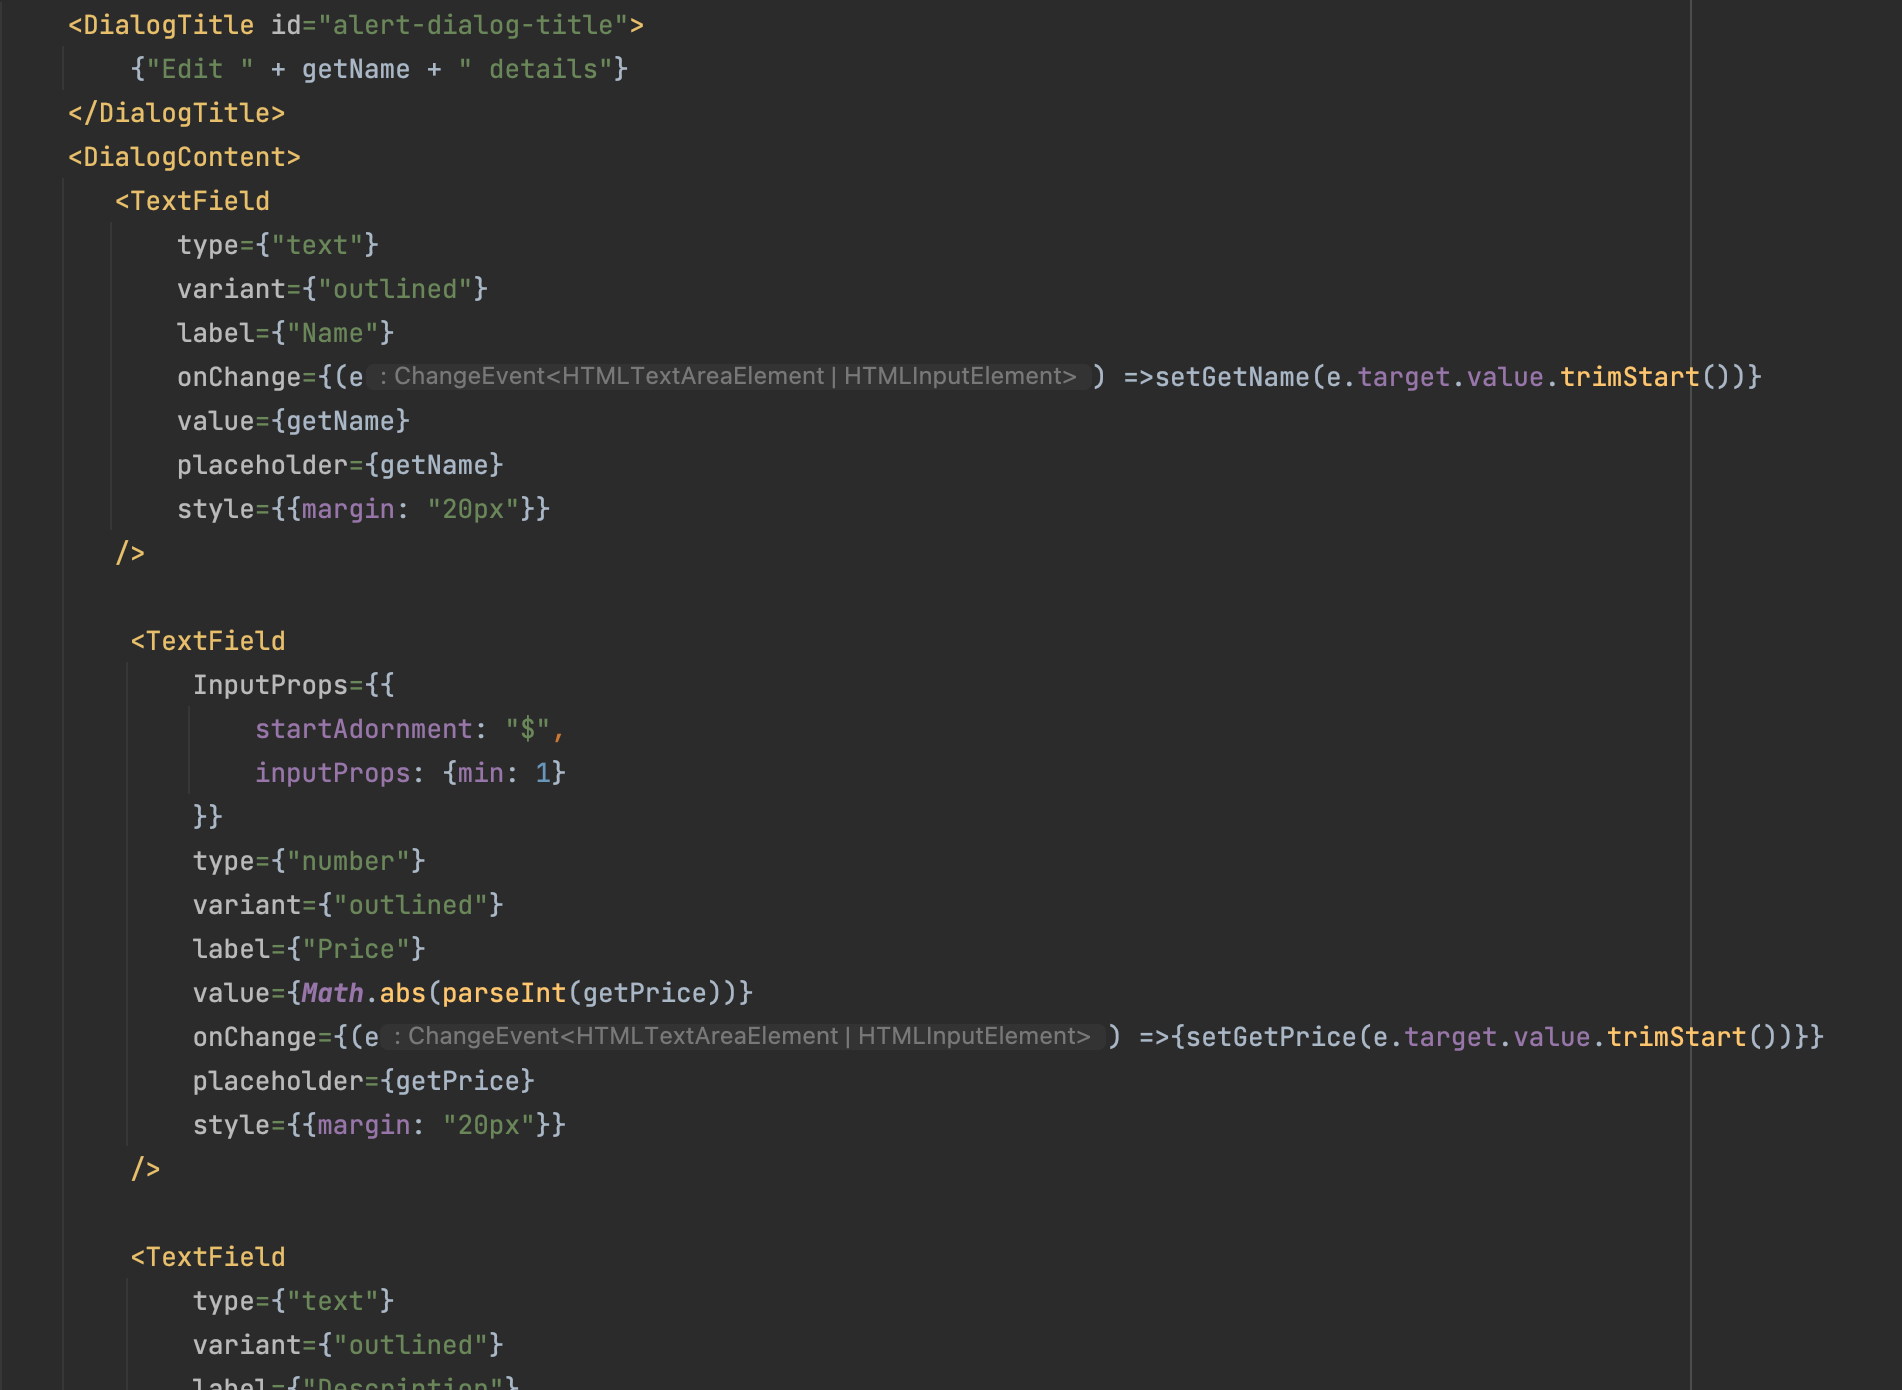 <DialogTitle id="alert-dialog-title">
{"Edit " + getName + " details"}
</DialogTitle>
<DialogContent>
<TextField
type={"text"}
variant={"outlined"}
label={"Name"}
onChange={(e : ChangeEvent<HTMLTextAreaElement | HTMLInputElement> ) =>setGetName(e.target.value.trimStart())}
value={getName}
placeholder={getName}
style={{margin: "20px"}}
/>
<TextField
InputProps={{
startAdornment: "$",
inputProps: {min: 1}
}}
type={"number"}
variant={"outlined"}
label={"Price"}
value={Math.abs(parseInt(getPrice))}
onChange={(e : ChangeEvent<HTMLTextAreaElement | HTMLInputElement> ) =>{setGetPrice(e.target.value.trimStart())}}
placeholder={getPrice}
style={{margin: "20px"}}
/>
<TextField
type={"text"}
variant={"outlined"}
label={"Description"}